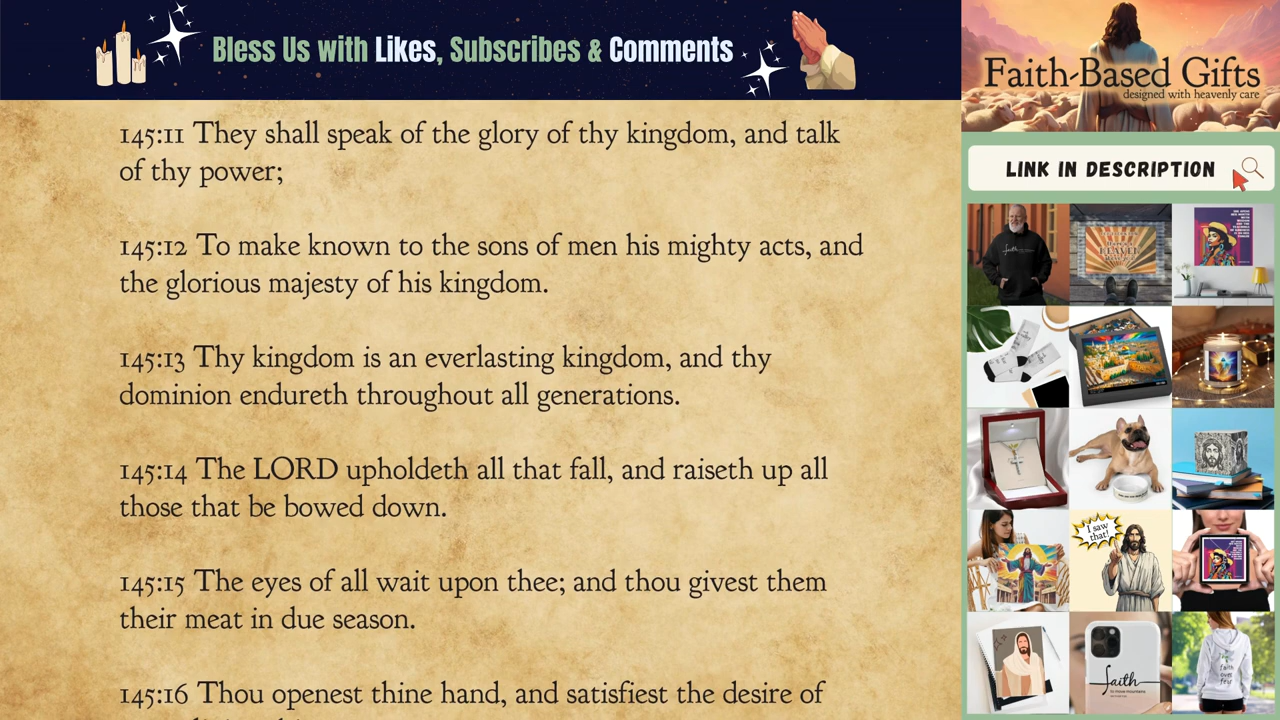 Bless Us with Likes, Subscribes & Comments
145:11 They shall speak of the glory of thy kingdom, and talk
of thy power;
145:12 To make known to the sons of men his mighty acts, and
the glorious majesty of his kingdom.
145:13 Thy kingdom is an everlasting kingdom, and thy
dominion endureth throughout all generations.
145:14 The LORD upholdeth all that fall, and raiseth up all
those that be bowed down.
145:15 The eyes of all wait upon thee; and thou givest them
their meat in due season.
145:16 Thou openest thine hand, and satisfiest the desire of
Faith-Based Gifts
designed with heavenly care
LINK IN DESCRIPTION
faith
I saw
that!
faith
faith
over
fear